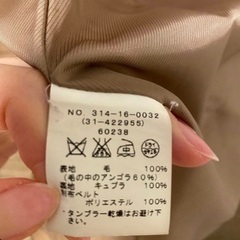 NO. 314-16-0032
(31-422955)
60238
表地 毛 100%
(毛の中のアンゴラ60%)
裏地 キュプラ 100%
別布ベルト
ポリエステル 100%
*タンブラー乾燥はお避け下さい。